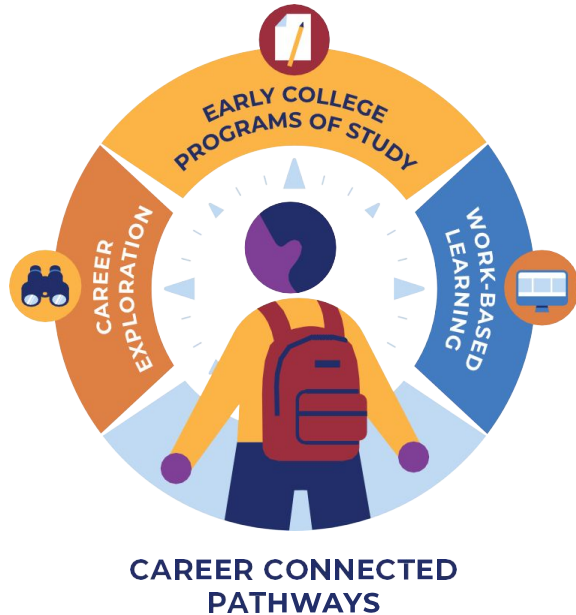 EARLY COLLEGE
PROGRAMS OF STUDY
CAREER
EXPLORATION
WORK-BASED
LEARNING
CAREER CONNECTED
PATHWAYS